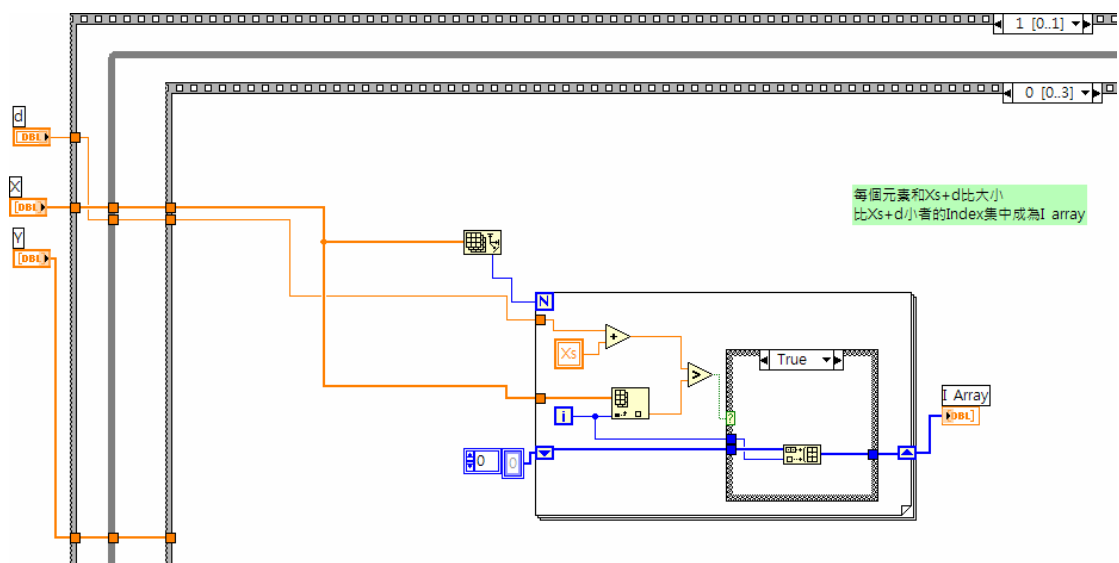 1 [0..1]
0 [0..3]
d
DBL
X
[DBL]
Y
[DBL]
每個元素和Xs+d比大小
比Xs+d小者的Index集中成為I array
N
+
Xs
>
True
i
?
I Array
[DBL]
0
0